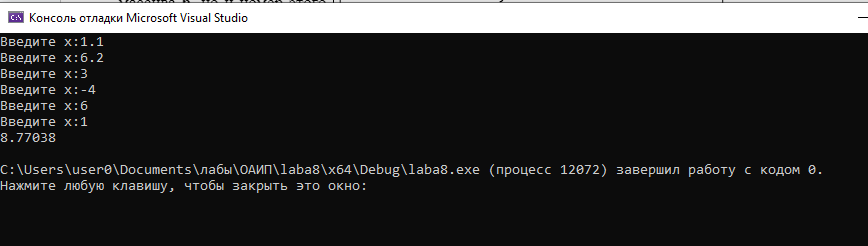 Консоль отладки Microsoft Visual Studio
Введите x:1.1
Введите x:6.2
Введите x:3
Введите x:-4
Введите x:6
Введите x:1
8.77038
C:\Users\user0\Documents\лабы\ОАИП\laba8\x64\Debug\laba8.exe (процесс 12072) завершил работу с кодом 0.
Нажмите любую клавишу, чтобы закрыть это окно: